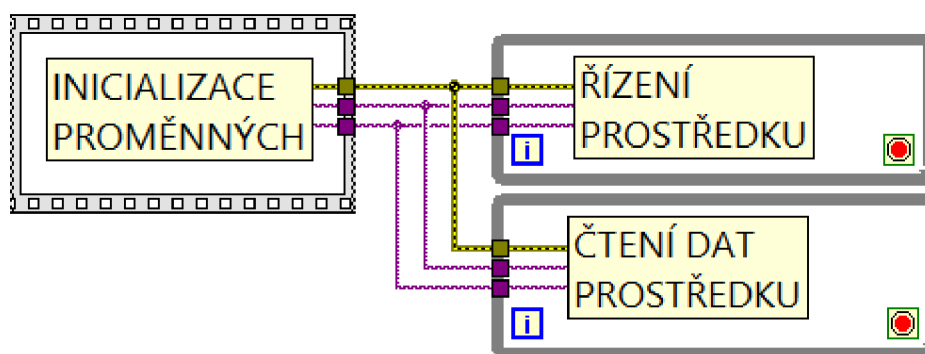 INICIALIZACE
PROMĚNNÝCH
ŘÍZENÍ
PROSTŘEDKU
i
ČTENÍ DAT
PROSTŘEDKU
i